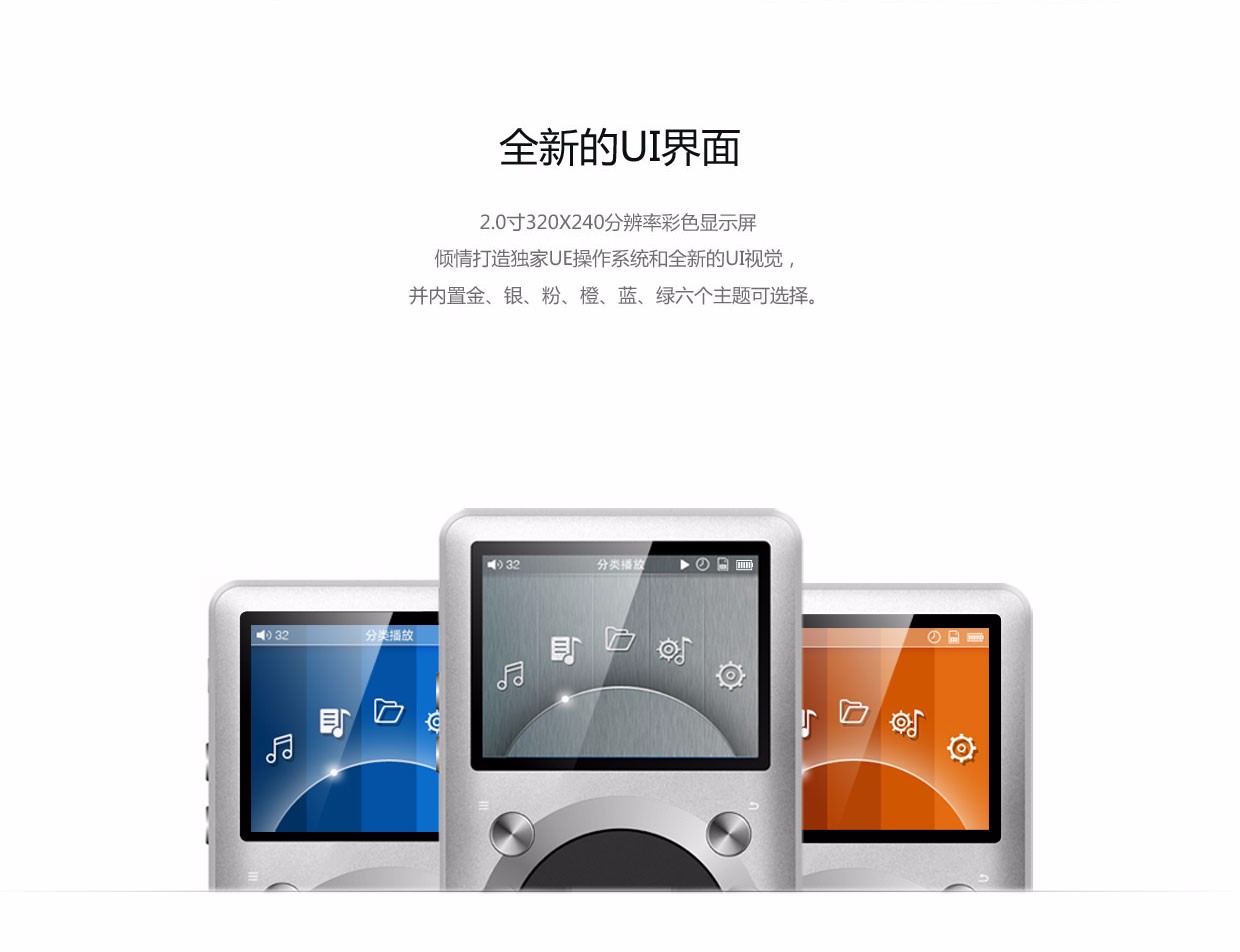 全新的UI界面
2.0寸320X240分辨率彩色显示屏
倾情打造独家UE操作系统和全新的UI视觉，
并内置金、银、粉、橙、蓝、绿六个主题可选择。
32 分类播放
32 分类播放